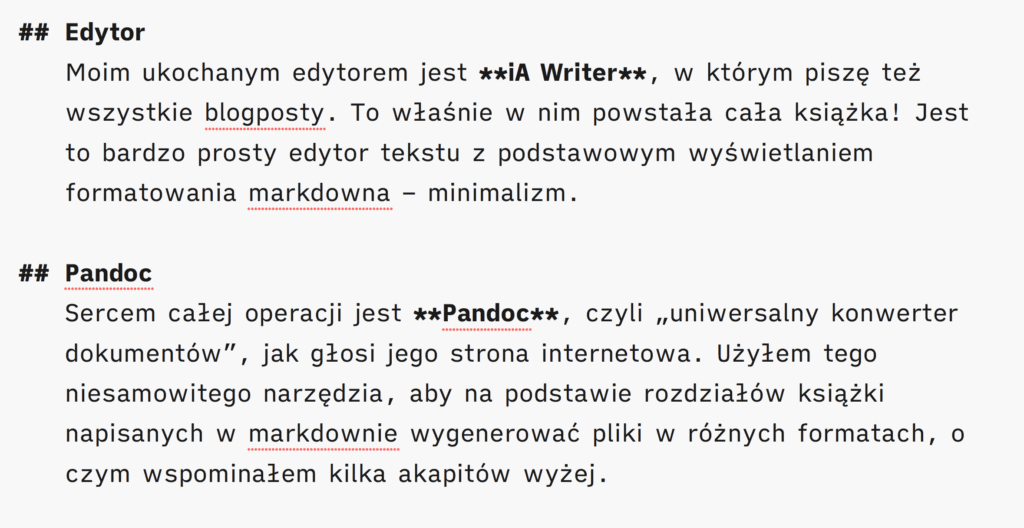 ## Edytor
Moim ukochanym edytorem jest **iA Writer**, w którym piszę też
wszystkie blogposty. To właśnie w nim powstała cała książka! Jest
to bardzo prosty edytor tekstu z podstawowym wyświetlaniem
formatowania markdowna – minimalizm.
## Pandoc
Sercem całej operacji jest **Pandoc**, czyli „uniwersalny konwerter
dokumentów”, jak głosi jego strona internetowa. Użyłem tego
niesamowitego narzędzia, aby na podstawie rozdziałów książki
napisanych w markdownie wygenerować pliki w różnych formatach, o
czym wspominałem kilka akapitów wyżej.